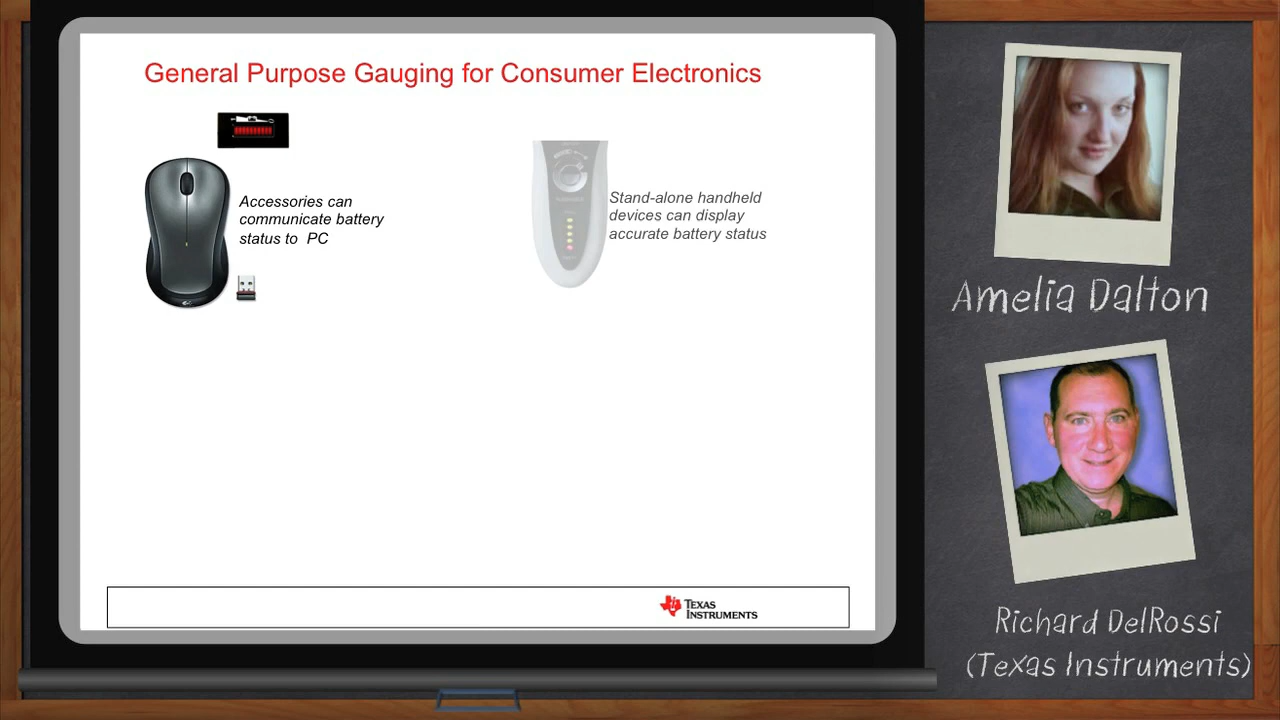 General Purpose Gauging for Consumer Electronics
Accessories can
communicate battery
status to PC
Stand-alone handheld
devices can display
accurate battery status
TEXAS
INSTRUMENTS
Amelia Dalton
Richard DelRossi
(Texas Instruments)